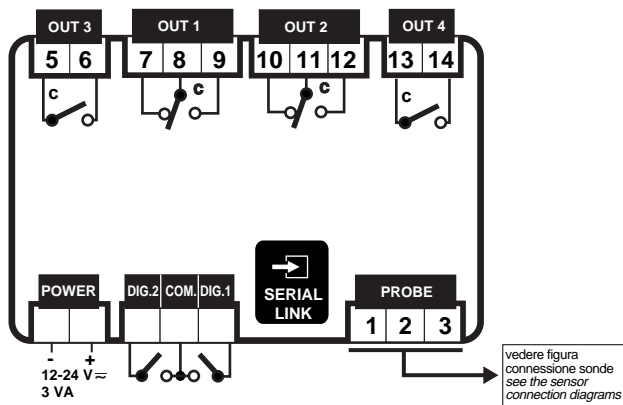 OUT 3 OUT 1 OUT 2 OUT 4
5 6 7 8 9 10 11 12 13 14
c c c c
POWER DIG.2 COM. DIG.1 SERIAL LINK PROBE
1 2 3
- +
12-24 V⎓
3 VA
vedere figura
connessione sonde
see the sensor
connection diagrams